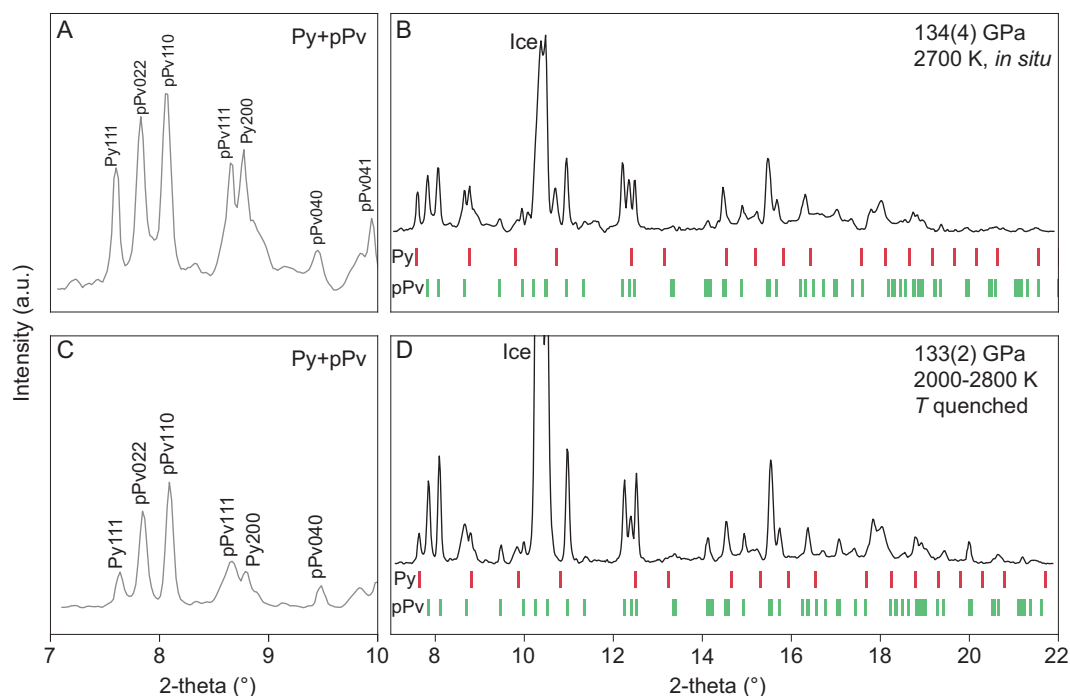 A
Py+pPv
Py111
pPv022
pPv110
pPv111
Py200
pPv040
pPv041
B
Ice
134(4) GPa
2700 K, in situ
Py
pPv
C
Py+pPv
Py111
pPv022
pPv110
pPv111
Py200
pPv040
D
Ice
133(2) GPa
2000-2800 K
T quenched
Py
pPv
Intensity (a.u.)
7 8 9 10
8 10 12 14 16 18 20 22
2-theta (°)
2-theta (°)